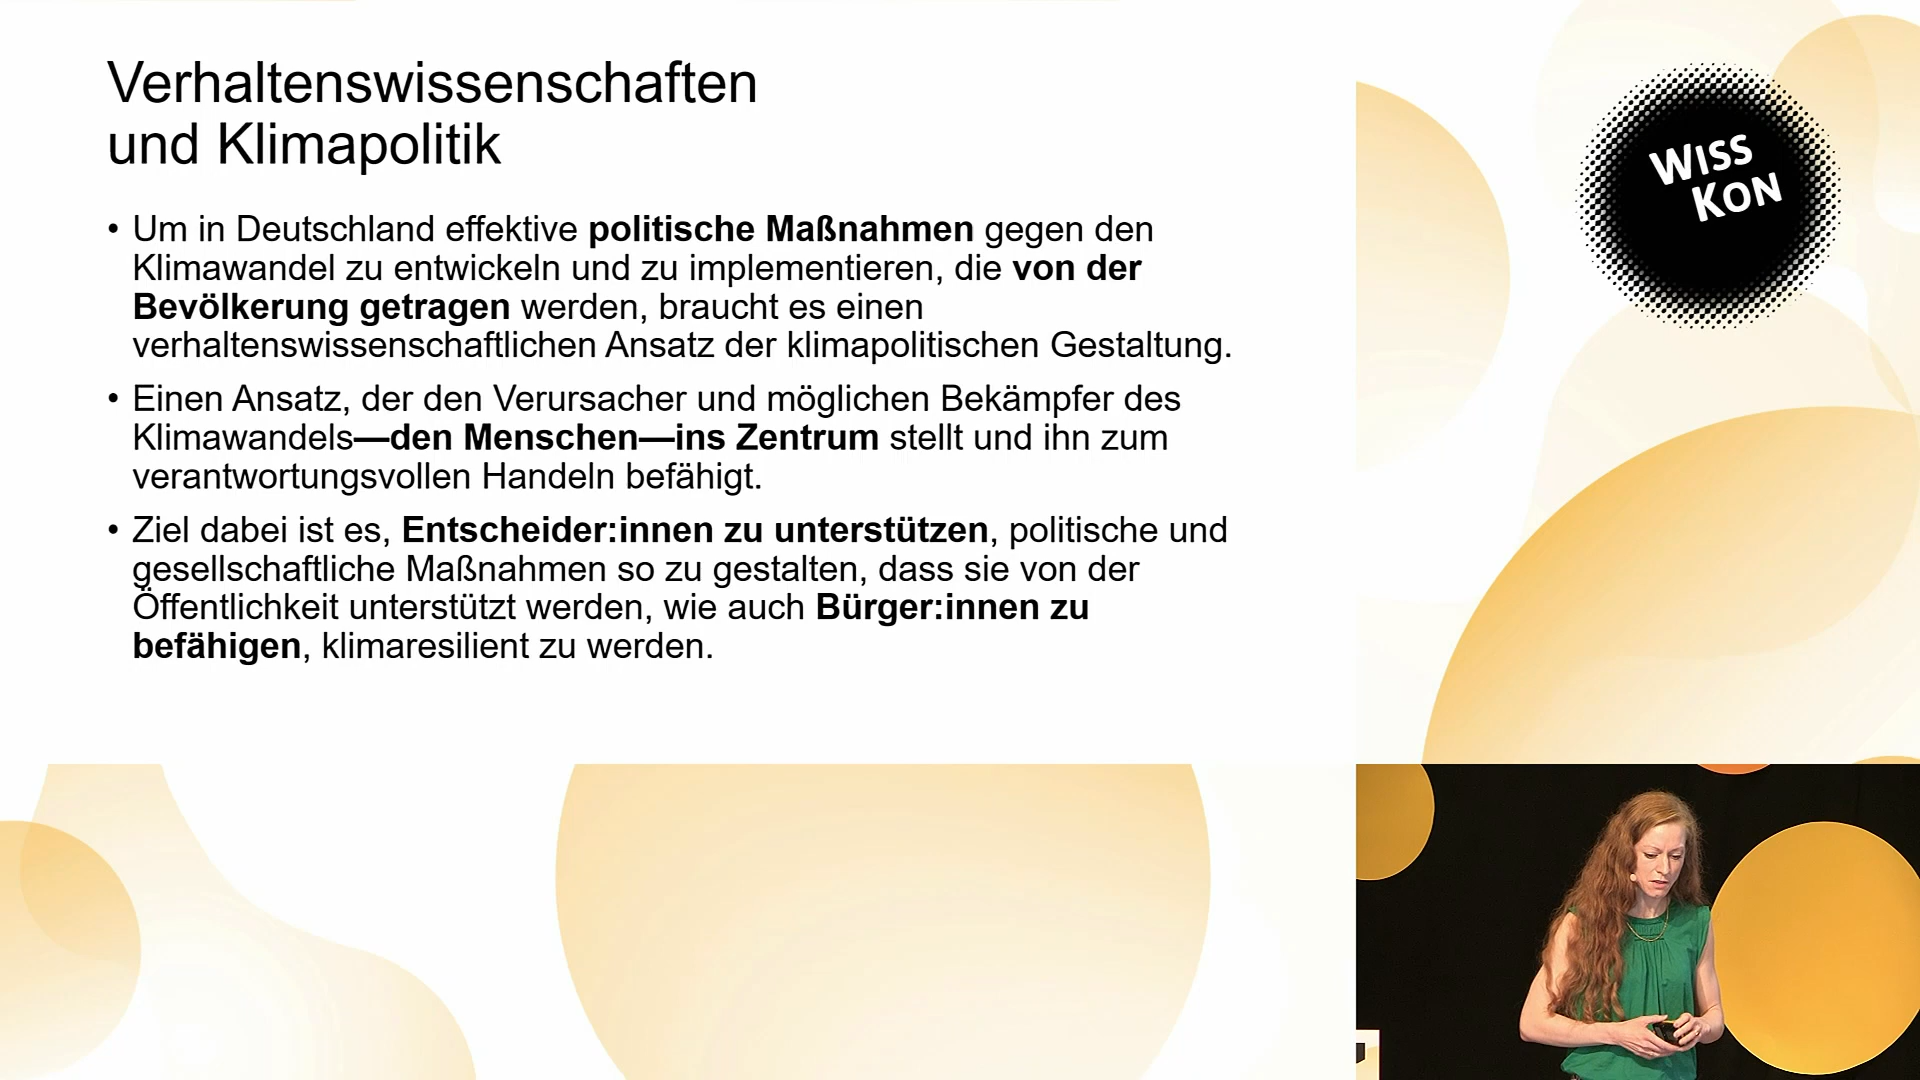 Verhaltenswissenschaften
und Klimapolitik
• Um in Deutschland effektive politische Maßnahmen gegen den
Klimawandel zu entwickeln und zu implementieren, die von der
Bevölkerung getragen werden, braucht es einen
verhaltenswissenschaftlichen Ansatz der klimapolitischen Gestaltung.
• Einen Ansatz, der den Verursacher und möglichen Bekämpfer des
Klimawandels—den Menschen—ins Zentrum stellt und ihn zum
verantwortungsvollen Handeln befähigt.
• Ziel dabei ist es, Entscheider:innen zu unterstützen, politische und
gesellschaftliche Maßnahmen so zu gestalten, dass sie von der
Öffentlichkeit unterstützt werden, wie auch Bürger:innen zu
befähigen, klimaresilient zu werden.
WISS
KON